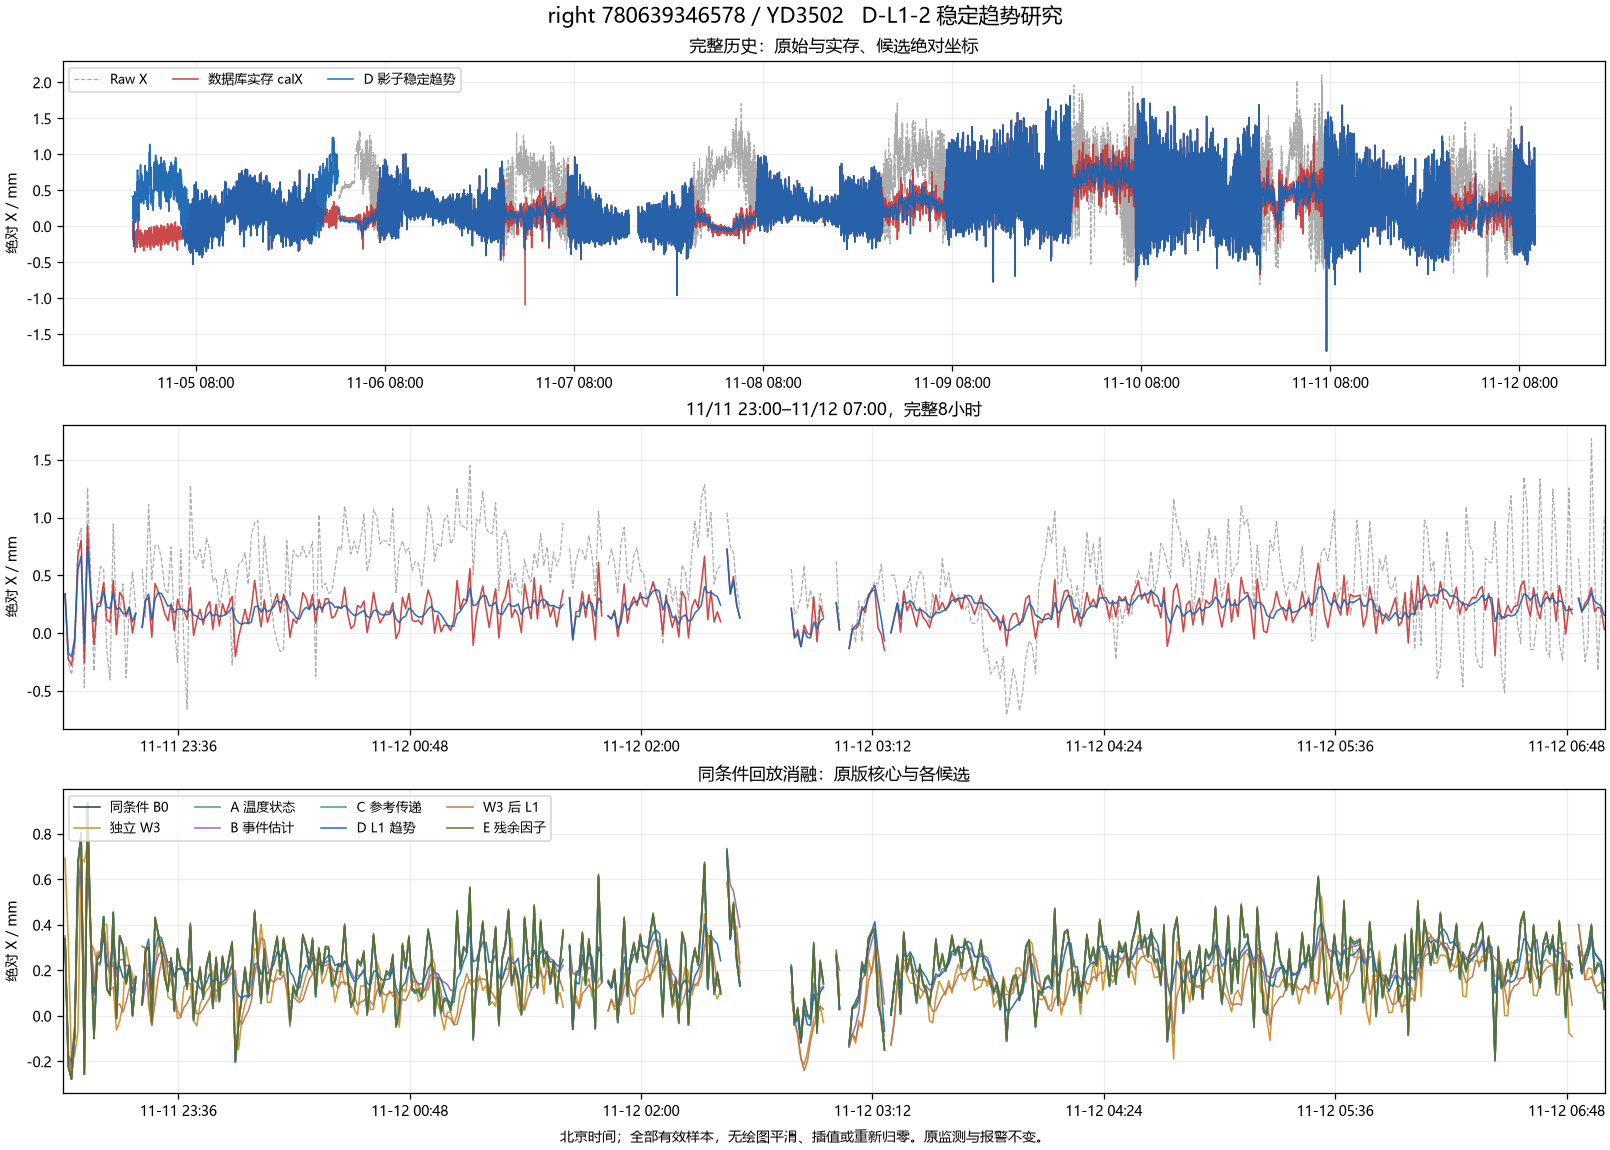 right 780639346578 / YD3502 D-L1-2 稳定趋势研究
完整历史：原始与实存、候选绝对坐标
Raw X 数据库实存 calX D 影子稳定趋势
绝对 X / mm
2.0
1.5
1.0
0.5
0.0
-0.5
-1.0
-1.5
11-05 08:00 11-06 08:00 11-07 08:00 11-08 08:00 11-09 08:00 11-10 08:00 11-11 08:00 11-12 08:00
11/11 23:00–11/12 07:00，完整8小时
绝对 X / mm
1.5
1.0
0.5
0.0
-0.5
11-11 23:36 11-12 00:48 11-12 02:00 11-12 03:12 11-12 04:24 11-12 05:36 11-12 06:48
同条件回放消融：原版核心与各候选
同条件 B0 A 温度状态 C 参考传递 W3 后 L1
独立 W3 B 事件估计 D L1 趋势 E 残余因子
绝对 X / mm
0.8
0.6
0.4
0.2
0.0
-0.2
11-11 23:36 11-12 00:48 11-12 02:00 11-12 03:12 11-12 04:24 11-12 05:36 11-12 06:48
北京时间；全部有效样本，无绘图平滑、插值或重新归零。原监测与报警不变。